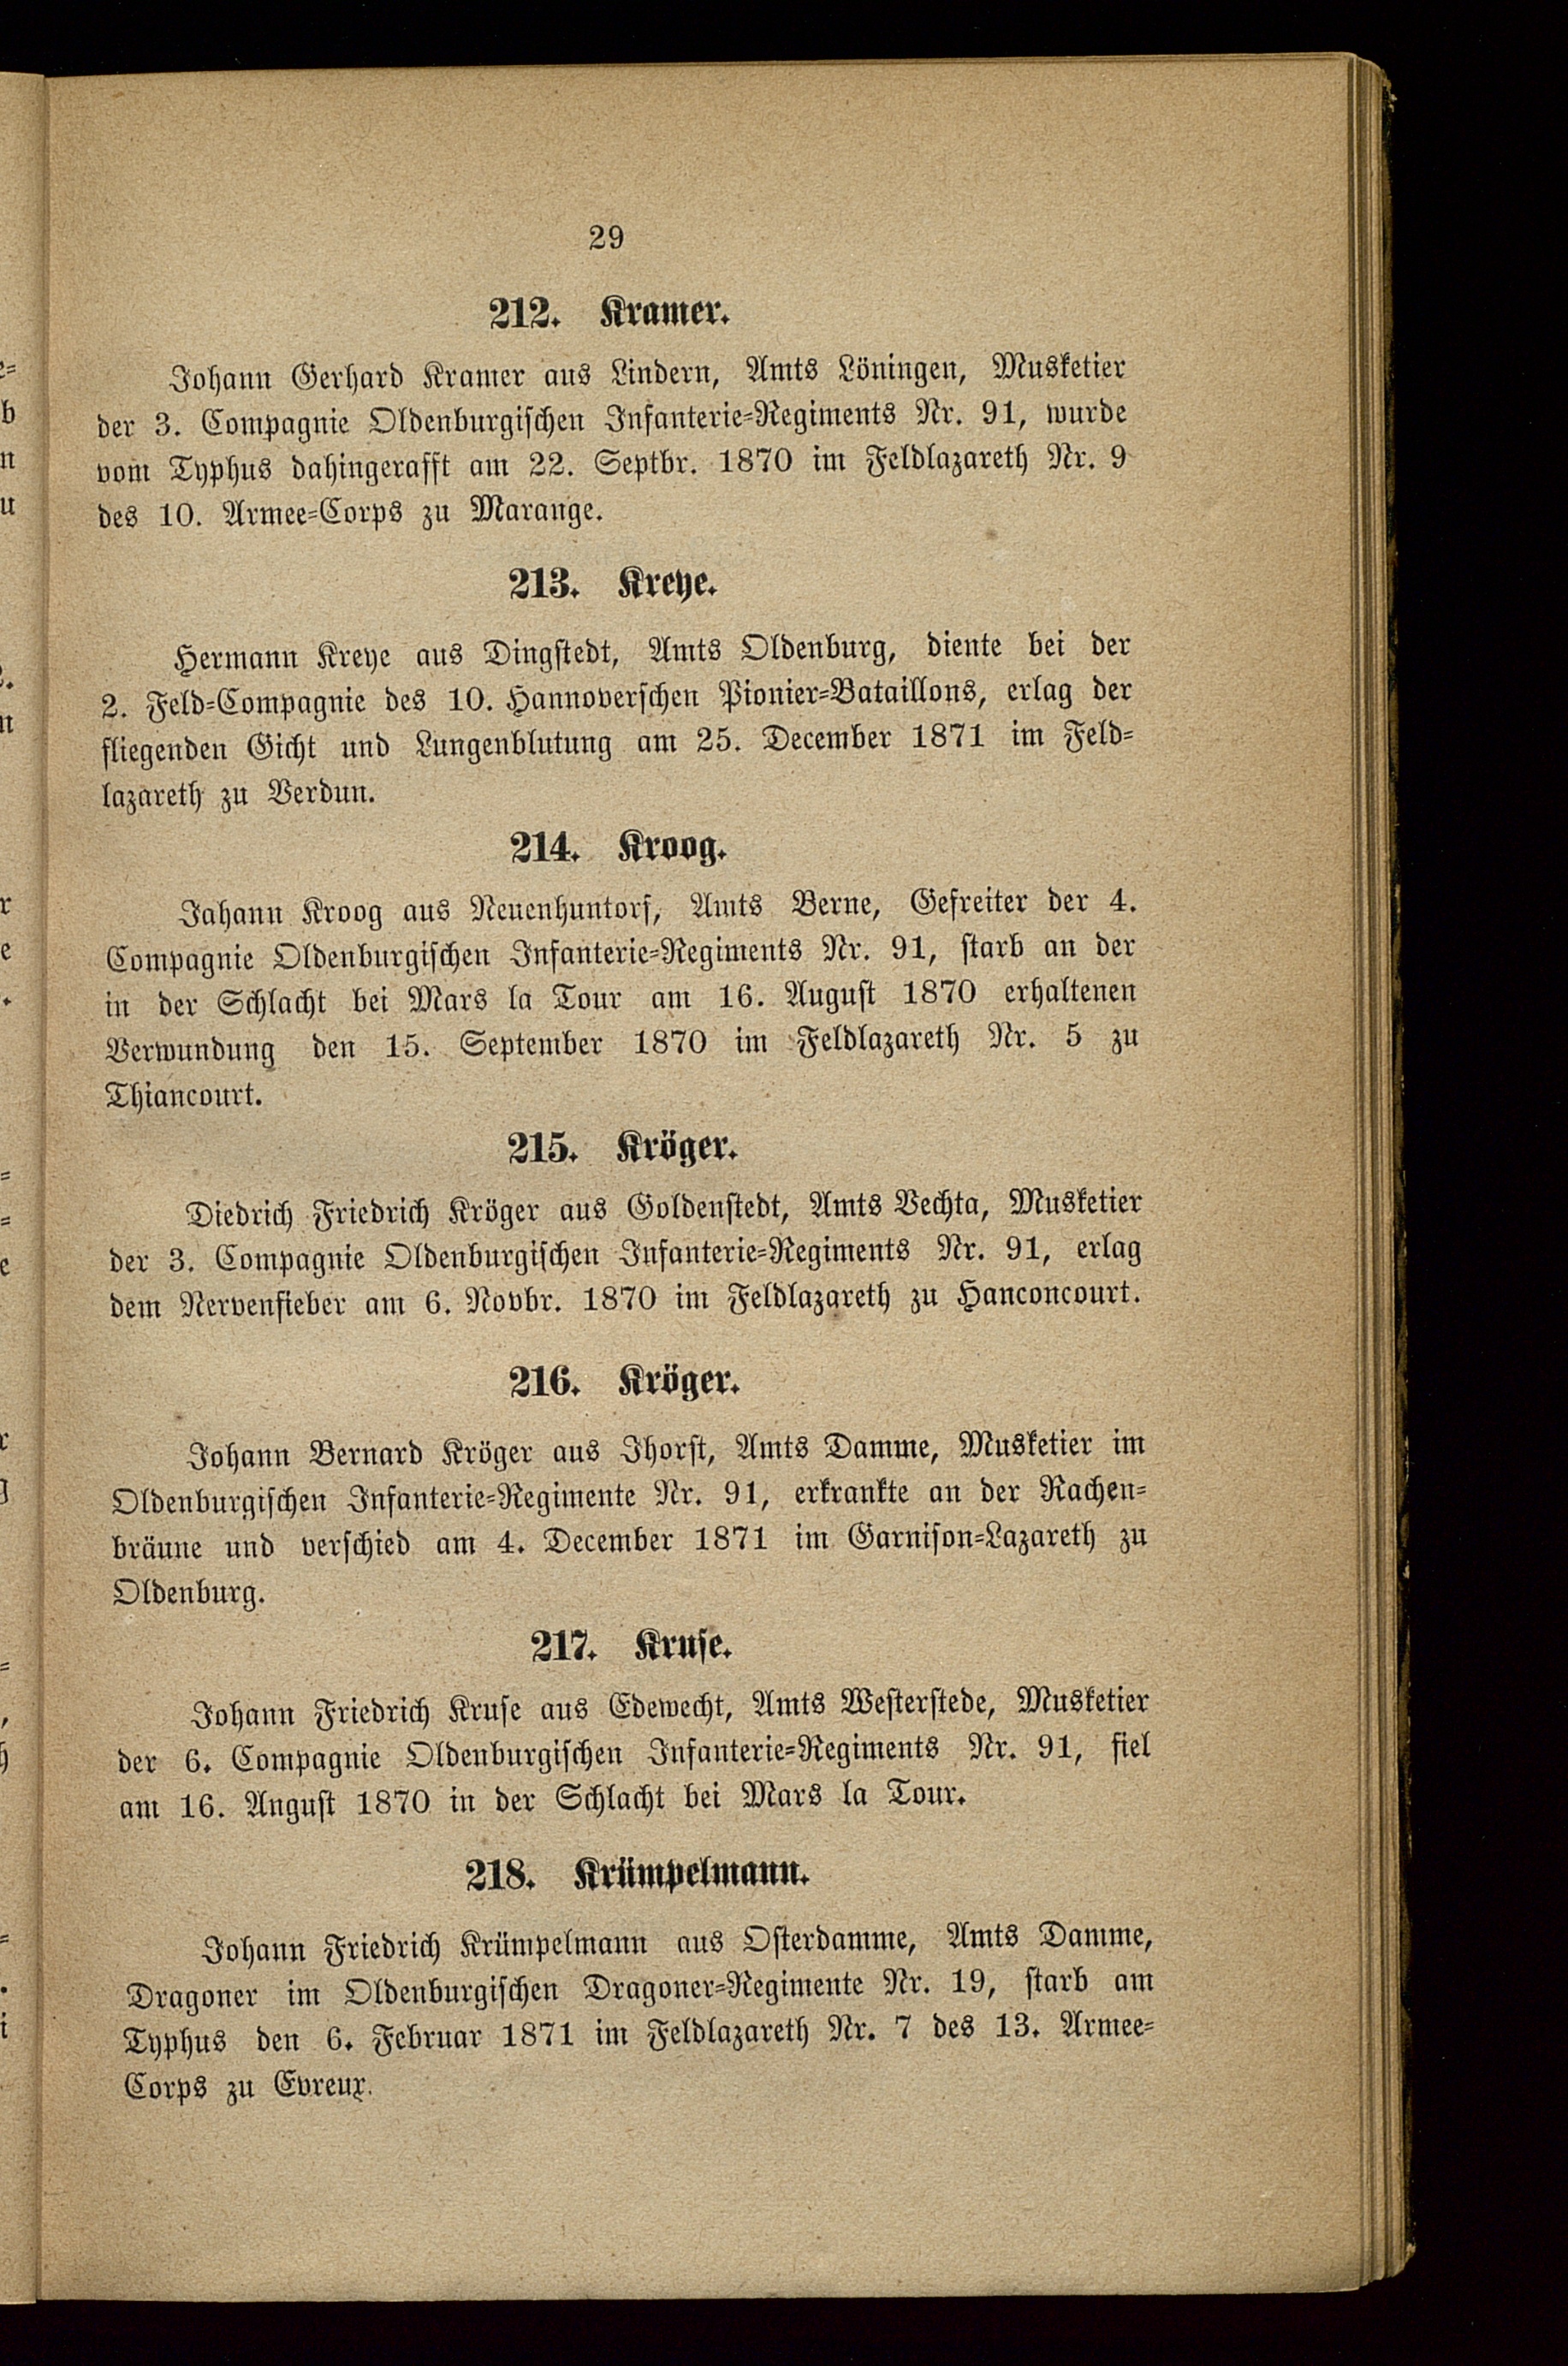 29
212. Kramer.
Johann Gerhard Kramer aus Lindern, Amts Löningen, Musketier
der 3. Compagnie Oldenburgischen Infanterie-Regiments Nr. 91, wurde
vom Typhus dahingerafft am 22. Septbr. 1870 im Feldlazareth Nr. 9
des 10. Armee-Corps zu Marange.
213. Kreye.
Hermann Kreye aus Dingstedt, Amts Oldenburg, diente bei der
2. Feld-Compagnie des 10. Hannoverschen Pionier-Bataillons, erlag der
fliegenden Gicht und Lungenblutung am 25. December 1871 im Feld-
lazareth zu Verdun.
214. Kroog.
Jahann Kroog aus Neuenhuntorf, Amts Berne, Gefreiter der 4.
Compagnie Oldenburgischen Infanterie-Regiments Nr. 91, starb an der
in der Schlacht bei Mars la Tour am 16. August 1870 erhaltenen
Verwundung den 15. September 1870 im Feldlazareth Nr. 5 zu
Thiancourt.
215. Kröger.
Diedrich Friedrich Kröger aus Goldenstedt, Amts Vechta, Musketier
der 3. Compagnie Oldenburgischen Infanterie-Regiments Nr. 91, erlag
dem Nervenfieber am 6. Novbr. 1870 im Feldlazareth zu Hanconcourt.
216. Kröger.
Johann Bernard Kröger aus Ihorst, Amts Damme, Musketier im
Oldenburgischen Infanterie-Regimente Nr. 91, erkrankte an der Rachen-
bräune und verschied am 4. December 1871 im Garnison-Lazareth zu
Oldenburg.
217. Kruse.
Johann Friedrich Kruse aus Edewecht, Amts Westerstede, Musketier
der 6. Compagnie Oldenburgischen Infanterie-Regiments Nr. 91, fiel
am 16. August 1870 in der Schlacht bei Mars la Tour.
218. Krümpelmann.
Johann Friedrich Krümpelmann aus Osterdamme, Amts Damme,
Dragoner im Oldenburgischen Dragoner-Regimente Nr. 19, starb am
Typhus den 6. Februar 1871 im Feldlazareth Nr. 7 des 13. Armee-
Corps zu Evreux.